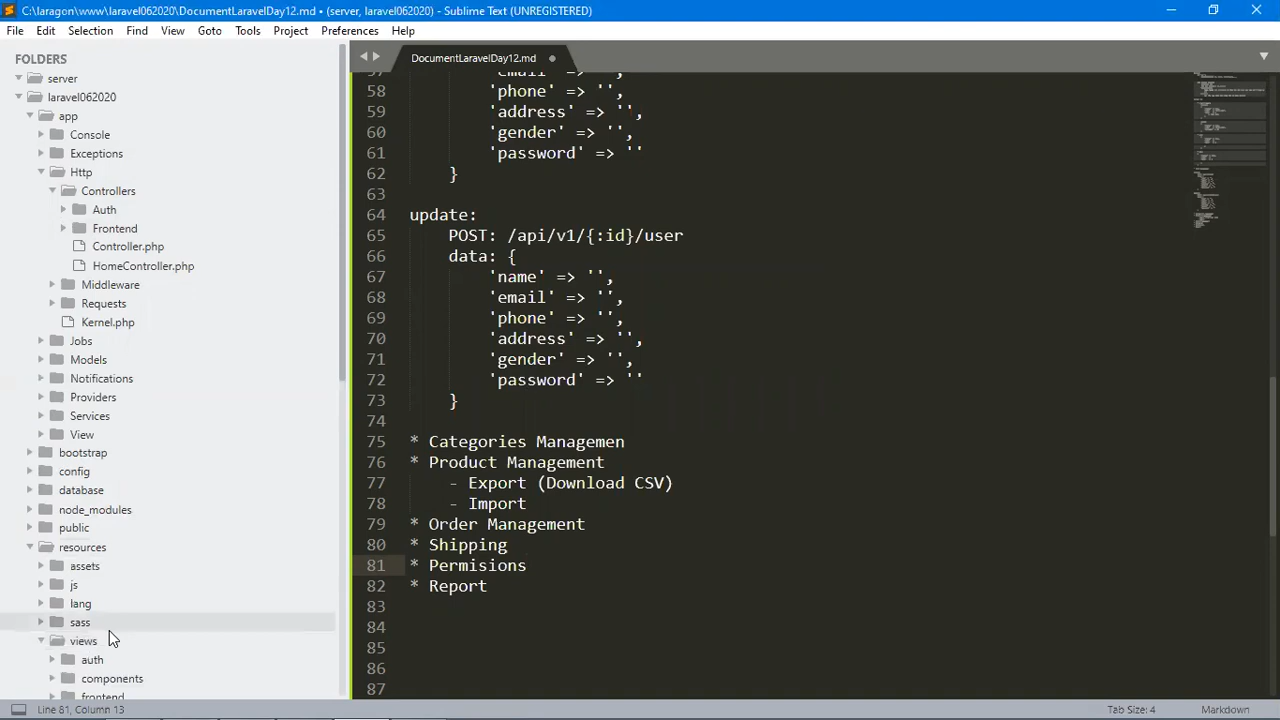 C:\laragon\www\laravel062020\DocumentLaravelDay12.md • (server, laravel062020) - Sublime Text (UNREGISTERED)
File Edit Selection Find View Goto Tools Project Preferences Help
FOLDERS
server
laravel062020
app
Console
Exceptions
Http
Controllers
Auth
Frontend
Controller.php
HomeController.php
Middleware
Requests
Kernel.php
Jobs
Models
Notifications
Providers
Services
View
bootstrap
config
database
node_modules
public
resources
assets
js
lang
sass
views
auth
components
frontend
DocumentLaravelDay12.md
57 'email' => '',
58 'phone' => '',
59 'address' => '',
60 'gender' => '',
61 'password' => ''
62 }
63
64 update:
65 POST: /api/v1/{:id}/user
66 data: {
67 'name' => '',
68 'email' => '',
69 'phone' => '',
70 'address' => '',
71 'gender' => '',
72 'password' => ''
73 }
74
75 * Categories Managemen
76 * Product Management
77 - Export (Download CSV)
78 - Import
79 * Order Management
80 * Shipping
81 * Permisions
82 * Report
83
84
85
86
87
Line 81, Column 13 Tab Size: 4 Markdown